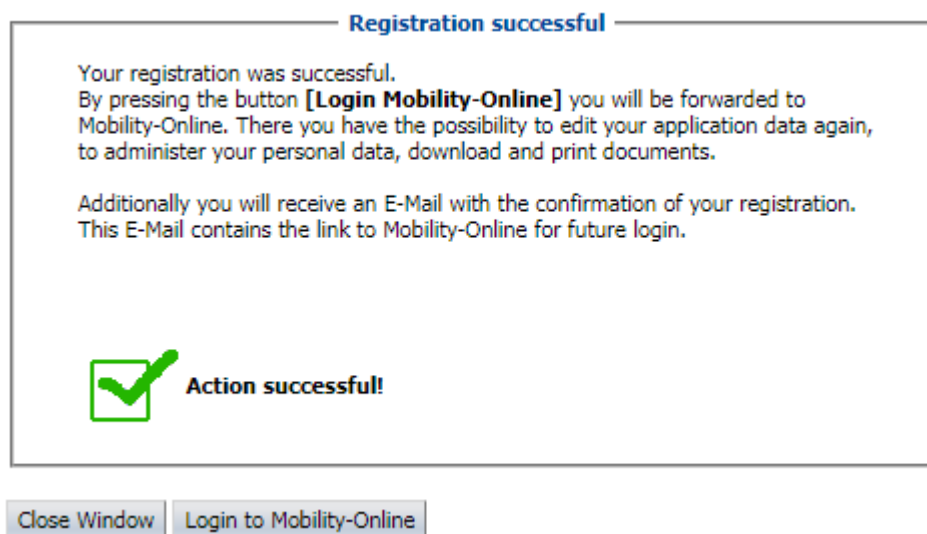 Registration successful
Your registration was successful.
By pressing the button [Login Mobility-Online] you will be forwarded to
Mobility-Online. There you have the possibility to edit your application data again,
to administer your personal data, download and print documents.
Additionally you will receive an E-Mail with the confirmation of your registration.
This E-Mail contains the link to Mobility-Online for future login.
Action successful!
Close Window Login to Mobility-Online